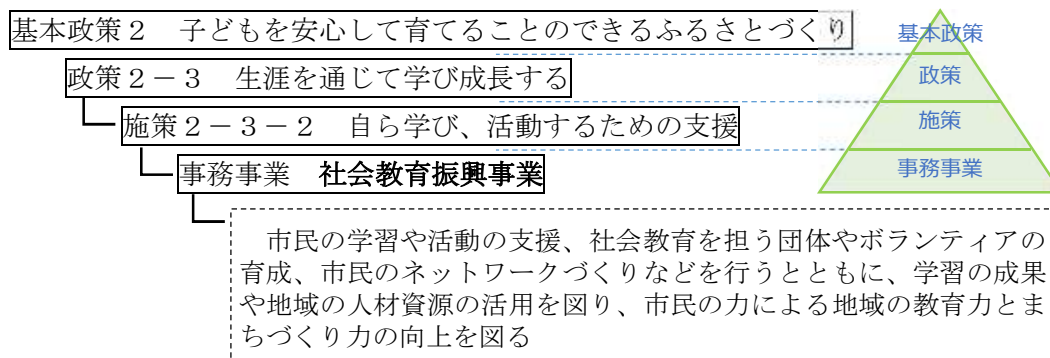 基本政策２　子どもを安心して育てることのできるふるさとづくり
政策２－３　生涯を通じて学び成長する
施策２－３－２　自ら学び、活動するための支援
事務事業　社会教育振興事業
市民の学習や活動の支援、社会教育を担う団体やボランティアの
育成、市民のネットワークづくりなどを行うとともに、学習の成果
や地域の人材資源の活用を図り、市民の力による地域の教育力とま
ちづくり力の向上を図る
基本政策
政策
施策
事務事業